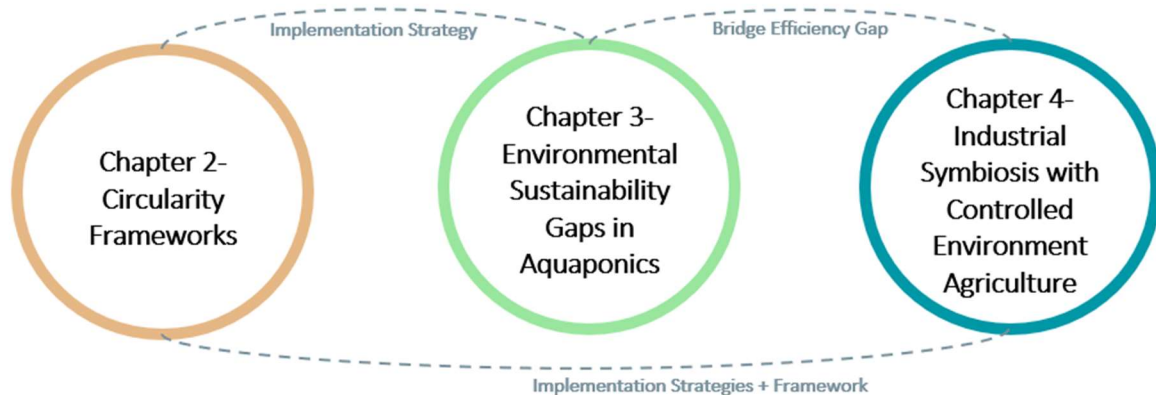 Implementation Strategy
Bridge Efficiency Gap
Chapter 2-
Circularity
Frameworks
Chapter 3-
Environmental
Sustainability
Gaps in
Aquaponics
Chapter 4-
Industrial
Symbiosis with
Controlled
Environment
Agriculture
Implementation Strategies + Framework